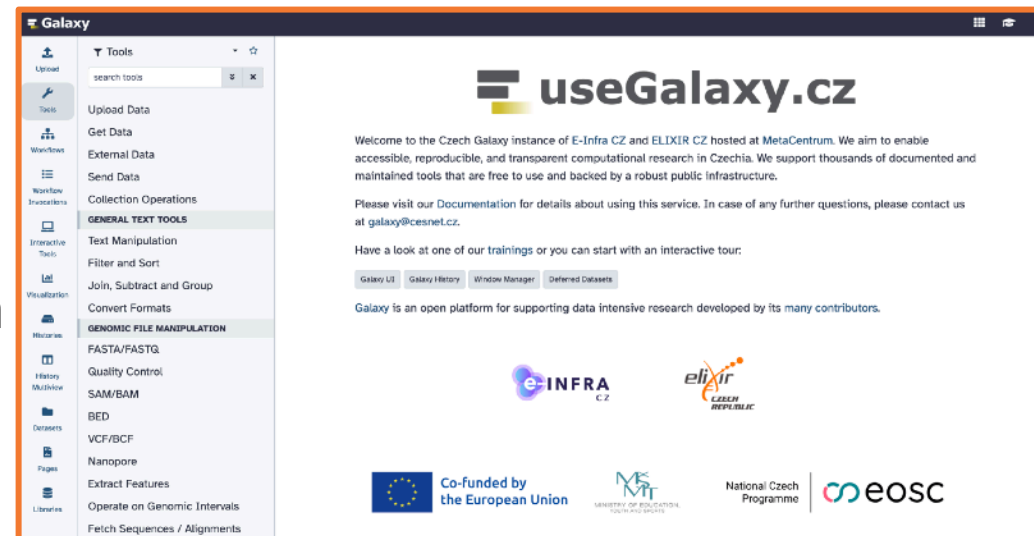 Galaxy
Upload
Tools
Workflows
Workflow
Invocations
Interactive
Tools
Visualization
Histories
History
Multiview
Datasets
Pages
Libraries
Tools
search tools
Upload Data
Get Data
External Data
Send Data
Collection Operations
GENERAL TEXT TOOLS
Text Manipulation
Filter and Sort
Join, Subtract and Group
Convert Formats
GENOMIC FILE MANIPULATION
FASTA/FASTQ
Quality Control
SAM/BAM
BED
VCF/BCF
Nanopore
Extract Features
Operate on Genomic Intervals
Fetch Sequences / Alignments
useGalaxy.cz
Welcome to the Czech Galaxy instance of E-Infra CZ and ELIXIR CZ hosted at MetaCentrum. We aim to enable
accessible, reproducible, and transparent computational research in Czechia. We support thousands of documented and
maintained tools that are free to use and backed by a robust public infrastructure.
Please visit our Documentation for details about using this service. In case of any further questions, please contact us
at galaxy@cesnet.cz.
Have a look at one of our trainings or you can start with an interactive tour:
Galaxy UI Galaxy History Window Manager Deferred Datasets
Galaxy is an open platform for supporting data intensive research developed by its many contributors.
e-INFRA
CZ
elixir
CZECH
REPUBLIC
Co-funded by
the European Union
MINISTRY OF EDUCATION,
YOUTH AND SPORTS
National Czech
Programme
eosc